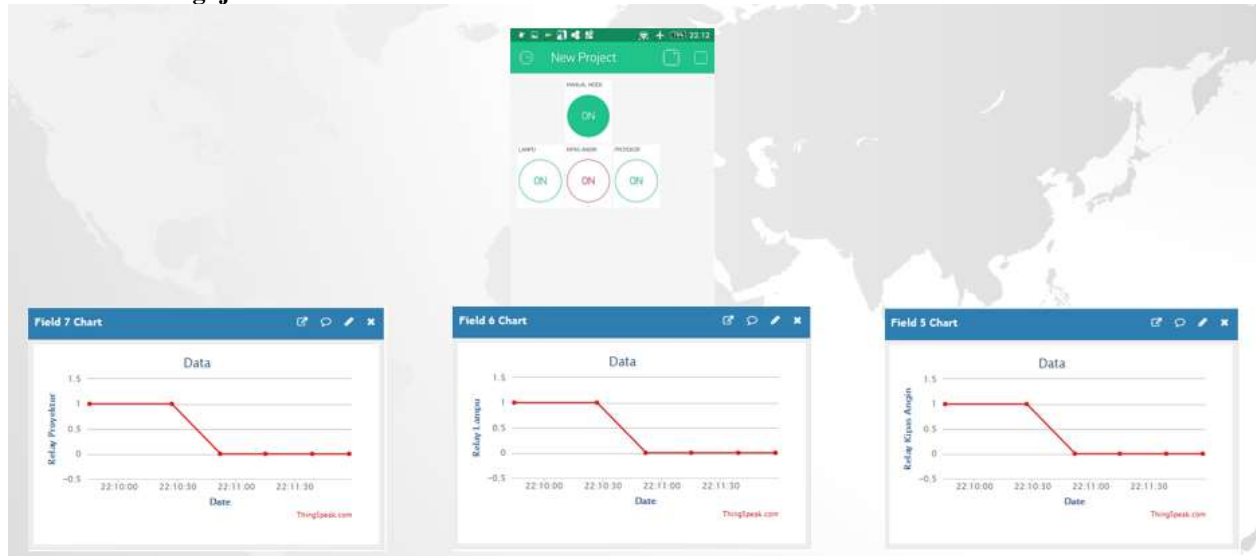 22:12
New Project
MANUAL MODE
ON
LAMPU KIPAS ANGIN PROYEKTOR
ON ON ON
Field 7 Chart
Data
Relay Proyektor
1.5
1
0.5
0
-0.5
22:10:00 22:10:30 22:11:00 22:11:30
Date
ThingSpeak.com
Field 6 Chart
Data
Relay Lampu
1.5
1
0.5
0
-0.5
22:10:00 22:10:30 22:11:00 22:11:30
Date
ThingSpeak.com
Field 5 Chart
Data
Relay Kipas Angin
1.5
1
0.5
0
-0.5
22:10:00 22:10:30 22:11:00 22:11:30
Date
ThingSpeak.com